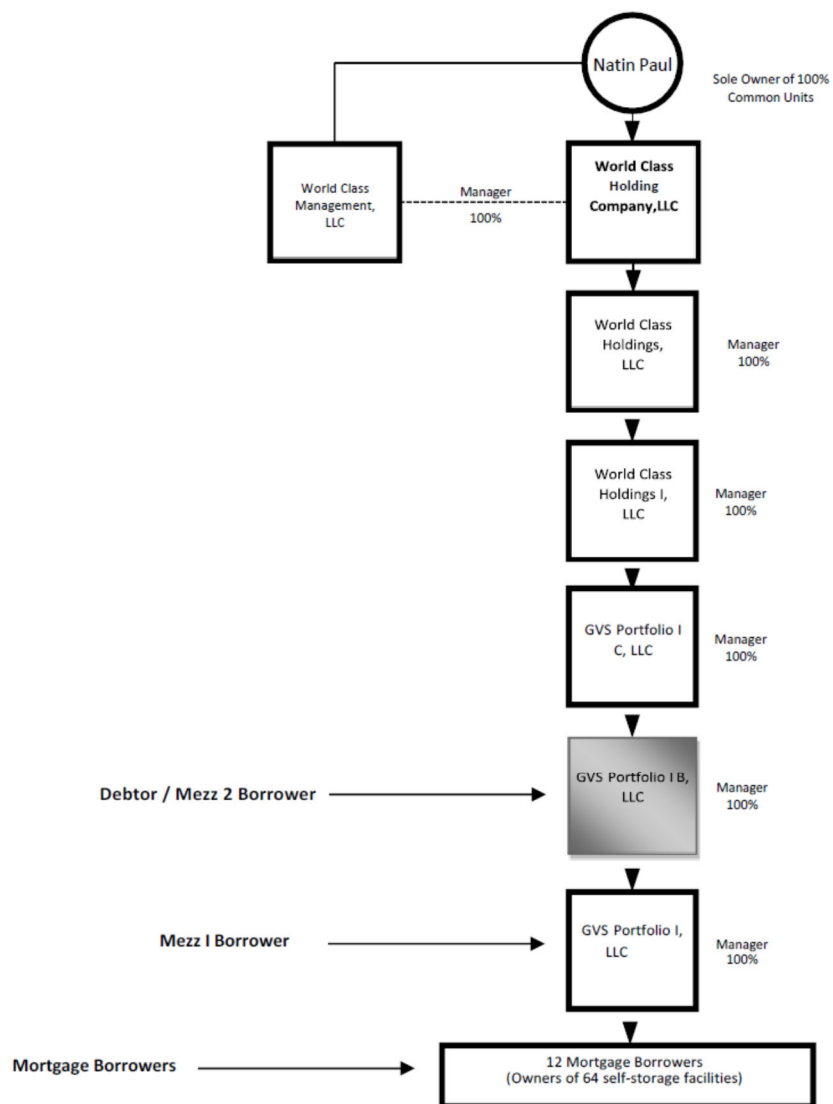 Natin Paul
Sole Owner of 100%
Common Units
World Class
Management,
LLC
Manager
100%
World Class
Holding
Company,LLC
World Class
Holdings,
LLC
Manager
100%
World Class
Holdings I,
LLC
Manager
100%
GVS Portfolio I
C, LLC
Manager
100%
Debtor / Mezz 2 Borrower
GVS Portfolio I B,
LLC
Manager
100%
Mezz I Borrower
GVS Portfolio I,
LLC
Manager
100%
Mortgage Borrowers
12 Mortgage Borrowers
(Owners of 64 self-storage facilities)